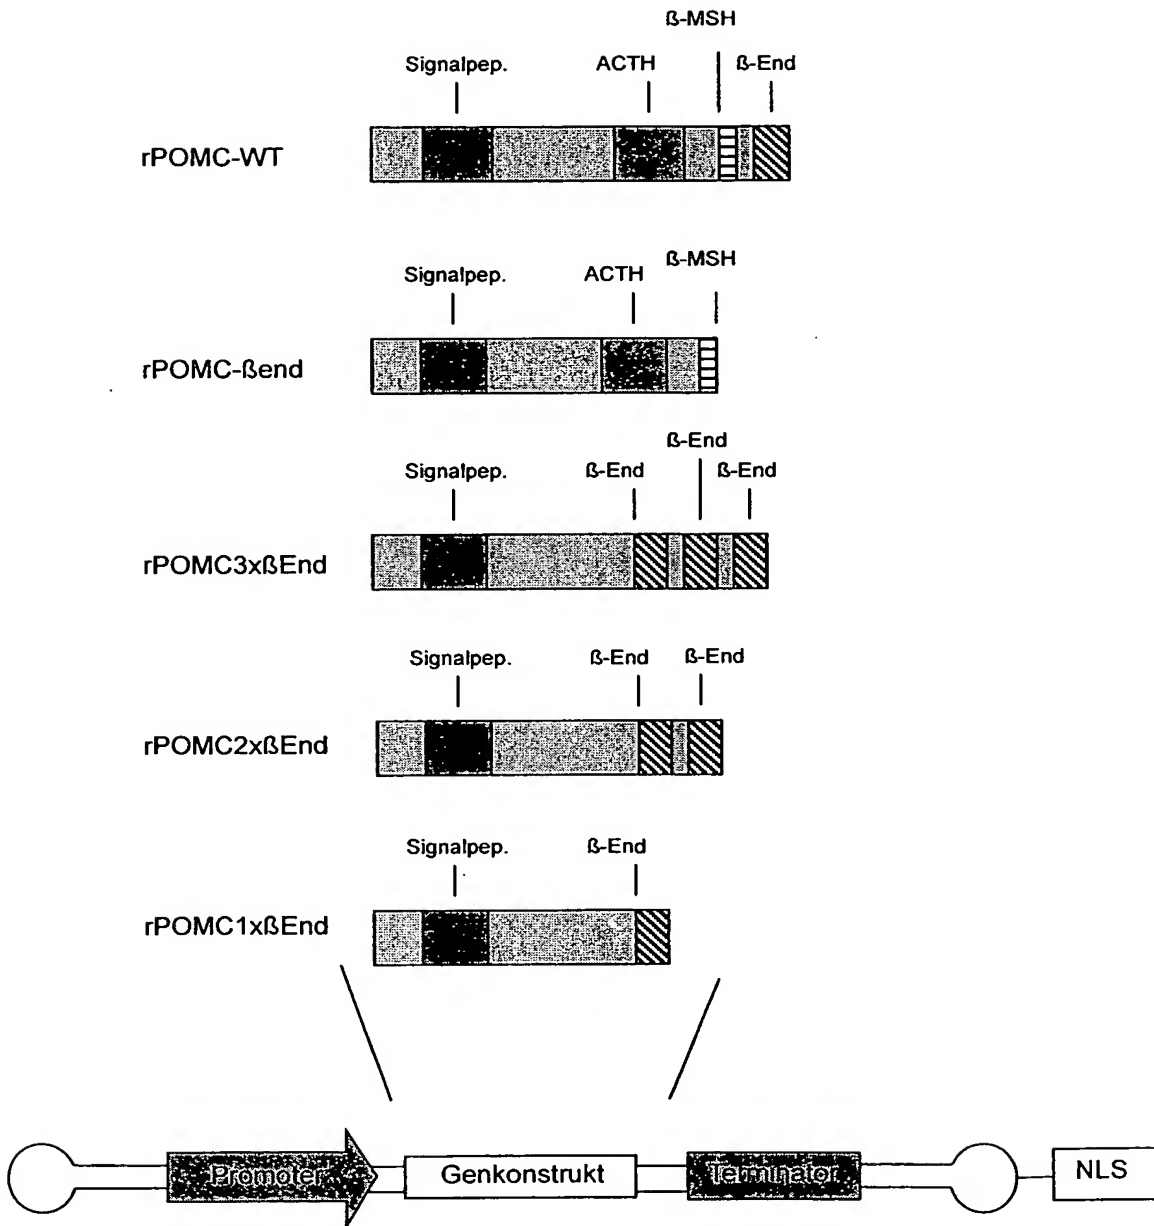 ß-MSH
Signalpep. ACTH ß-End
rPOMC-WT
ß-MSH
Signalpep. ACTH
rPOMC-ßend
ß-End
Signalpep. ß-End ß-End
rPOMC3xßEnd
Signalpep. ß-End ß-End
rPOMC2xßEnd
Signalpep. ß-End
rPOMC1xßEnd
Promoter Genkonstrukt Terminator NLS